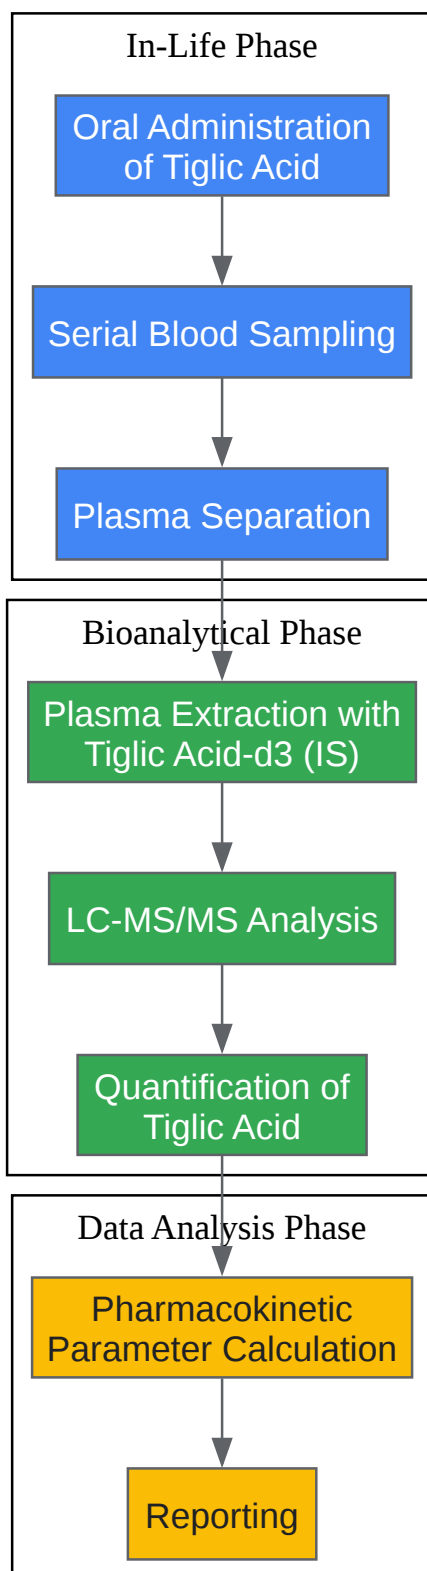 In-Life Phase
Oral Administration
of Tiglic Acid
Serial Blood Sampling
Plasma Separation
Bioanalytical Phase
Plasma Extraction with
Tiglic Acid-d3 (IS)
LC-MS/MS Analysis
Quantification of
Tiglic Acid
Data Analysis Phase
Pharmacokinetic
Parameter Calculation
Reporting